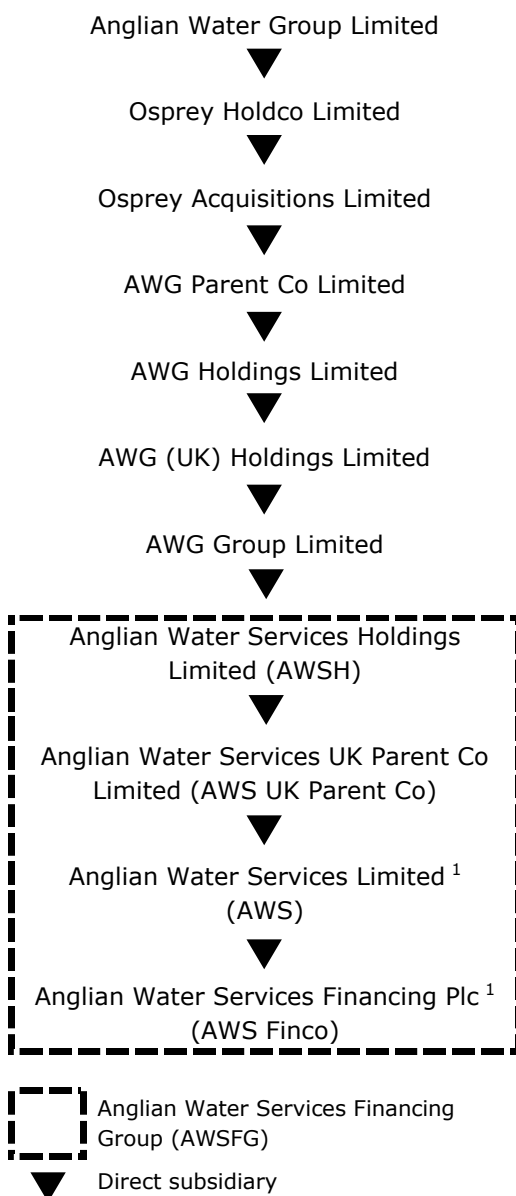 Anglian Water Group Limited
Osprey Holdco Limited
Osprey Acquisitions Limited
AWG Parent Co Limited
AWG Holdings Limited
AWG (UK) Holdings Limited
AWG Group Limited
Anglian Water Services Holdings
Limited (AWSH)
Anglian Water Services UK Parent Co
Limited (AWS UK Parent Co)
Anglian Water Services Limited 1
(AWS)
Anglian Water Services Financing Plc 1
(AWS Finco)
Anglian Water Services Financing
Group (AWSFG)
Direct subsidiary